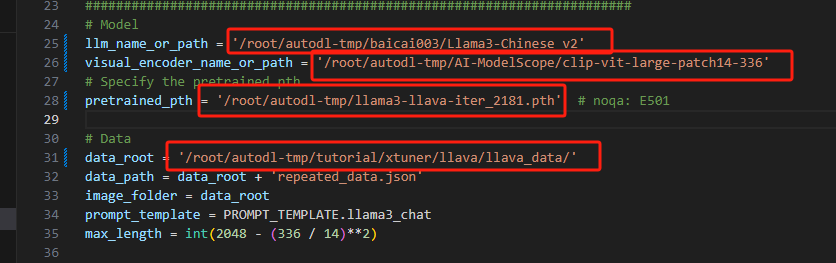 23
################################################################################
24
# Model
25
llm_name_or_path = '/root/autodl-tmp/baicai003/Llama3-Chinese_v2'
26
visual_encoder_name_or_path = '/root/autodl-tmp/AI-ModelScope/clip-vit-large-patch14-336'
27
# Specify the pretrained pth
28
pretrained_pth = '/root/autodl-tmp/llama3-llava-iter_2181.pth'  # noqa: E501
29
30
# Data
31
data_root = '/root/autodl-tmp/tutorial/xtuner/llava/llava_data/'
32
data_path = data_root + 'repeated_data.json'
33
image_folder = data_root
34
prompt_template = PROMPT_TEMPLATE.llama3_chat
35
max_length = int(2048 - (336 / 14)**2)
36